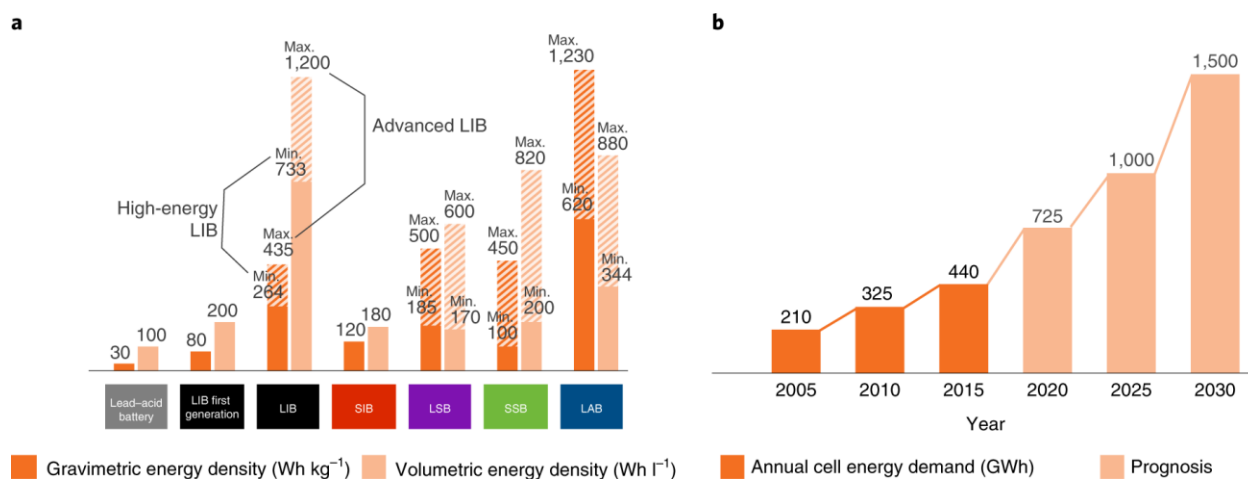 a
Max.
1,200
Advanced LIB
Min.
733
High-energy
LIB
Max.
435
Min.
264
30
100
80
200
120
180
Max.
500
Min.
185
Max.
600
Min.
170
Max.
450
Min.
100
Max.
820
Min.
200
Max.
1,230
Min.
620
Max.
880
Min.
344
Lead–acid
battery
LIB first
generation
LIB
SIB
LSB
SSB
LAB
Gravimetric energy density (Wh kg⁻¹)
Volumetric energy density (Wh l⁻¹)
b
210
325
440
725
1,000
1,500
2005
2010
2015
2020
2025
2030
Year
Annual cell energy demand (GWh)
Prognosis